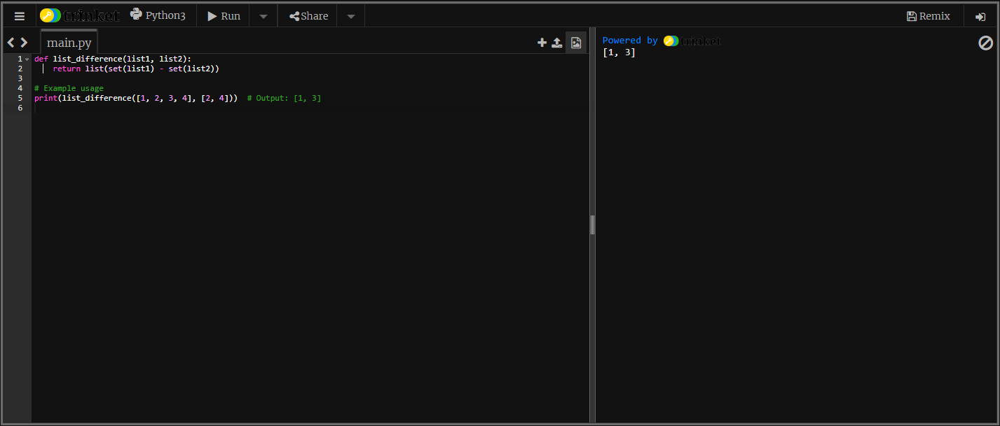 trinket Python3 Run Share Remix
main.py
1 def list_difference(list1, list2):
2     return list(set(list1) - set(list2))
3
4 # Example usage
5 print(list_difference([1, 2, 3, 4], [2, 4]))  # Output: [1, 3]
6
Powered by trinket
[1, 3]